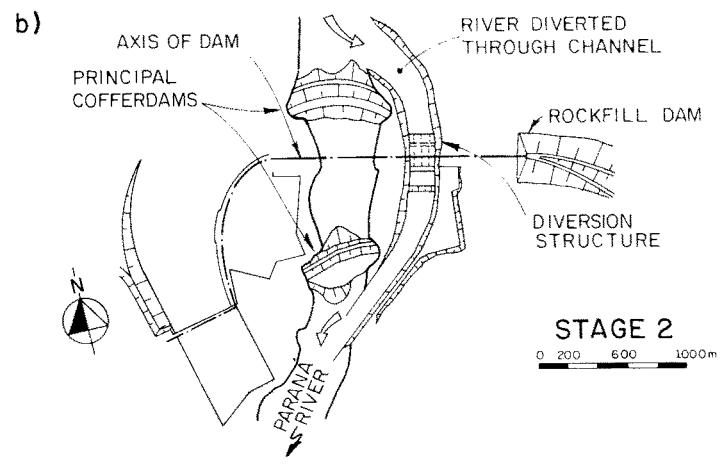 b)
AXIS OF DAM
PRINCIPAL
COFFERDAMS
RIVER DIVERTED
THROUGH CHANNEL
ROCKFILL DAM
DIVERSION
STRUCTURE
N
STAGE 2
0 200 600 1000m
PARANA
RIVER